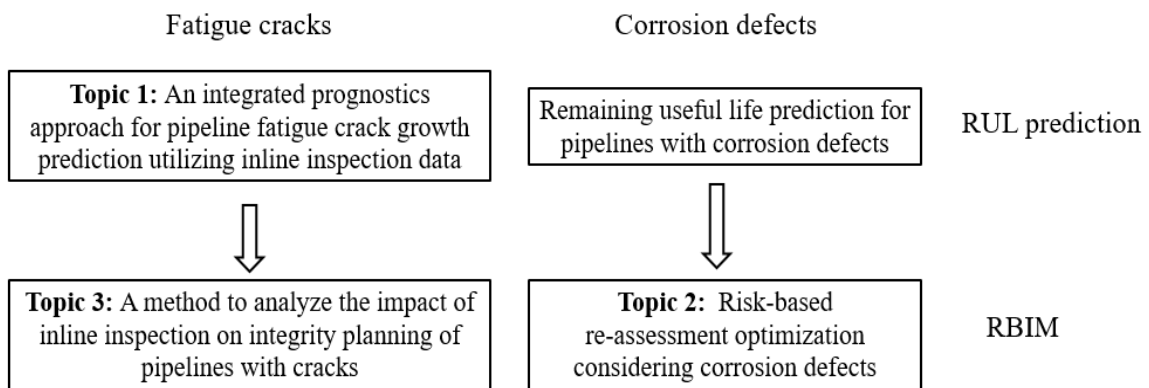 Fatigue cracks
Corrosion defects
Topic 1: An integrated prognostics
approach for pipeline fatigue crack growth
prediction utilizing inline inspection data
Remaining useful life prediction for
pipelines with corrosion defects
RUL prediction
Topic 3: A method to analyze the impact of
inline inspection on integrity planning of
pipelines with cracks
Topic 2: Risk-based
re-assessment optimization
considering corrosion defects
RBIM